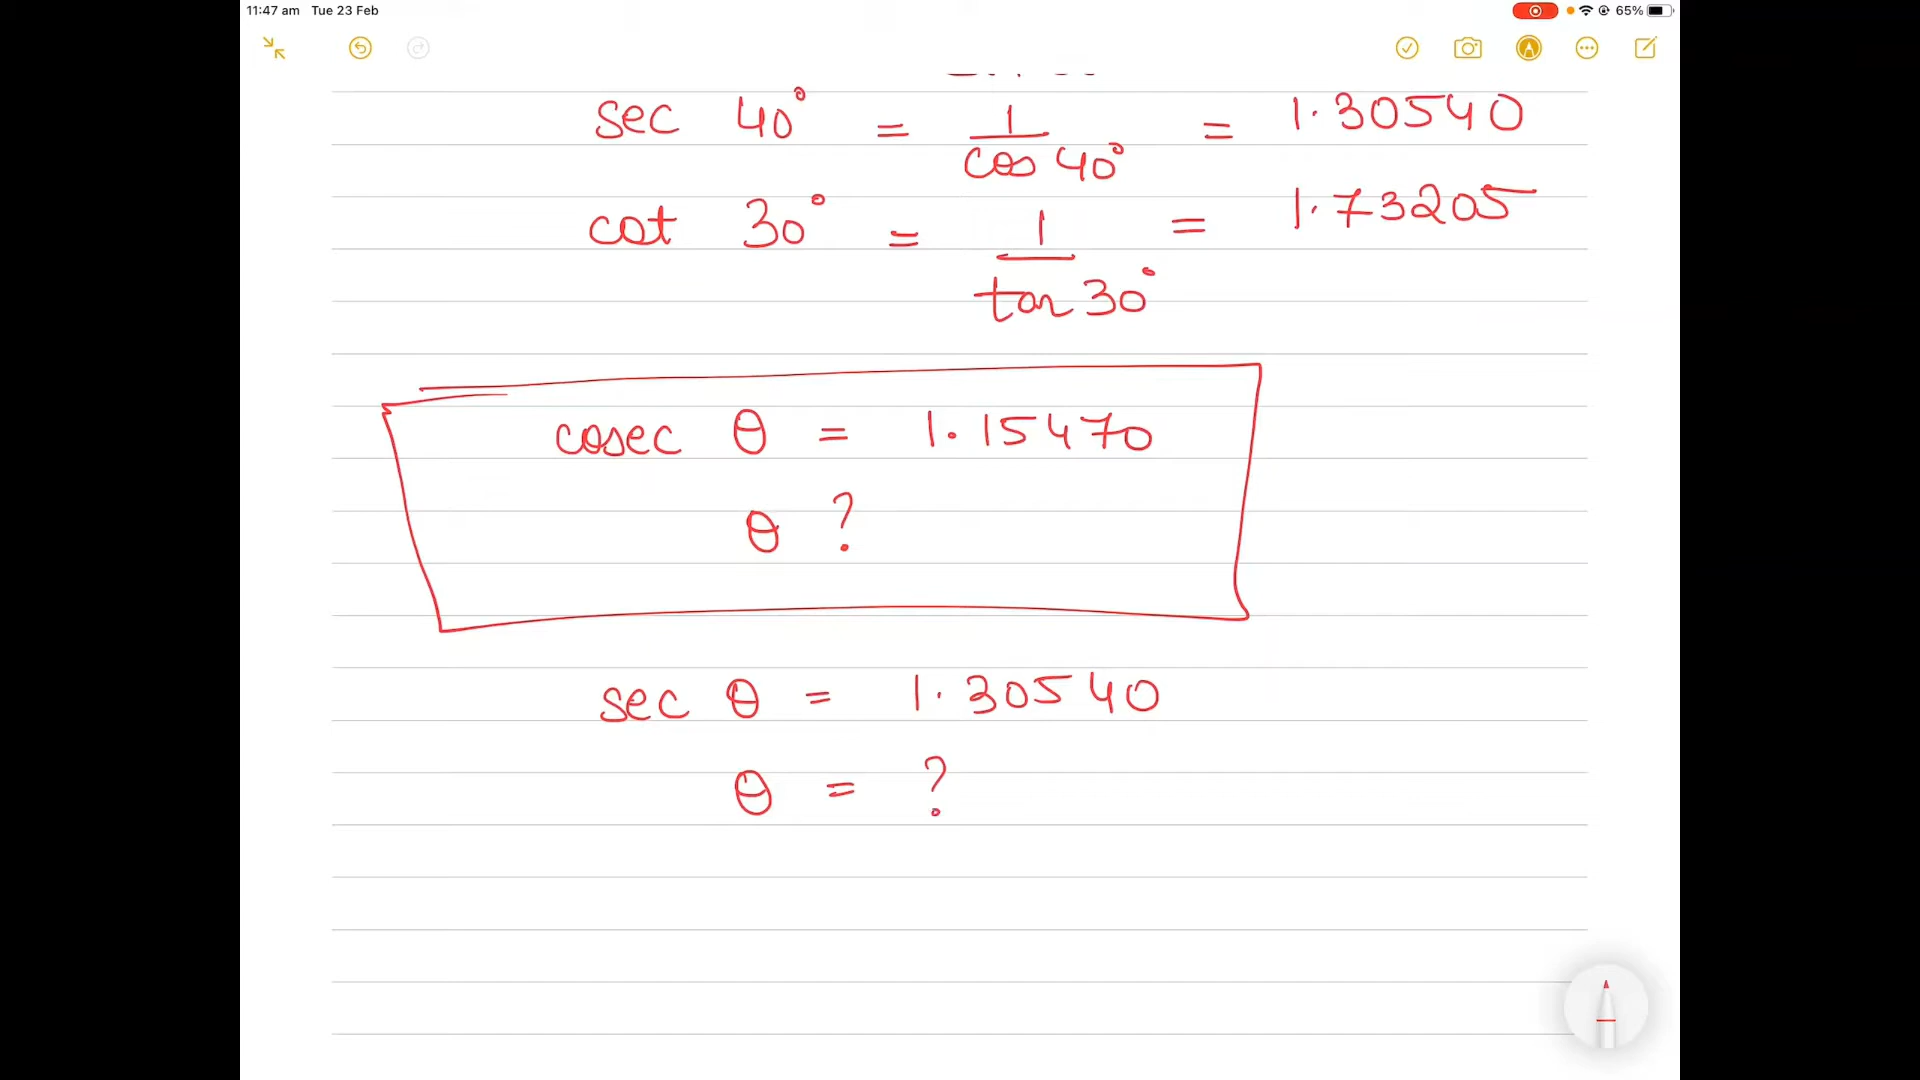 11:47 am Tue 23 Feb 65%
sec 40° = 1 / cos 40° = 1.30540
cot 30° = 1 / tan 30° = 1.73205
cosec θ = 1.15470
θ ?
sec θ = 1.30540
θ = ?